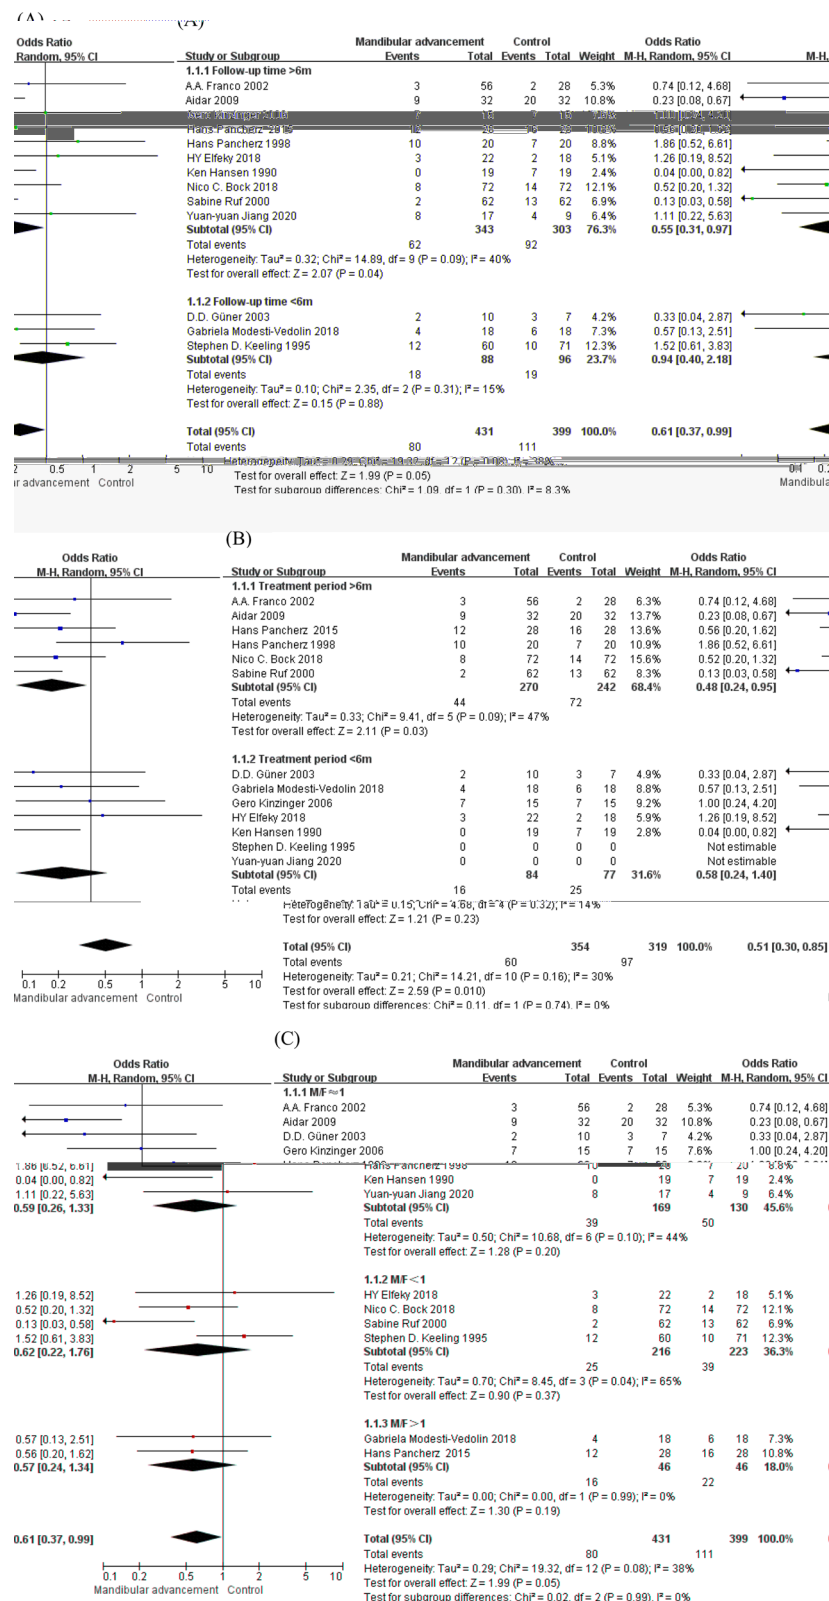 (A)
(A)
Odds Ratio Mandibular advancement Control Odds Ratio
Random, 95% CI Study or Subgroup Events Total Events Total Weight M-H, Random, 95% CI M-H,
1.1.1 Follow-up time >6m
A.A. Franco 2002 3 56 2 28 5.3% 0.74 [0.12, 4.68]
Aidar 2009 9 32 20 32 10.8% 0.23 [0.08, 0.67]
Hans Pancherz 1998 10 20 7 20 8.8% 1.86 [0.52, 6.61]
HY Elfeky 2018 3 22 2 18 5.1% 1.26 [0.19, 8.52]
Ken Hansen 1990 0 19 7 19 2.4% 0.04 [0.00, 0.82]
Nico C. Bock 2018 8 72 14 72 12.1% 0.52 [0.20, 1.32]
Sabine Ruf 2000 2 62 13 62 6.9% 0.13 [0.03, 0.58]
Yuan-yuan Jiang 2020 8 17 4 9 6.4% 1.11 [0.22, 5.63]
Subtotal (95% CI) 343 303 76.3% 0.55 [0.31, 0.97]
Total events 62 92
Heterogeneity: Tau² = 0.32; Chi² = 14.89, df = 9 (P = 0.09); I² = 40%
Test for overall effect: Z = 2.07 (P = 0.04)
1.1.2 Follow-up time <6m
D.D. Güner 2003 2 10 3 7 4.2% 0.33 [0.04, 2.87]
Gabriela Modesti-Vedolin 2018 4 18 6 18 7.3% 0.57 [0.13, 2.51]
Stephen D. Keeling 1995 12 60 10 71 12.3% 1.52 [0.61, 3.83]
Subtotal (95% CI) 88 96 23.7% 0.94 [0.40, 2.18]
Total events 18 19
Heterogeneity: Tau² = 0.10; Chi² = 2.35, df = 2 (P = 0.31); I² = 15%
Test for overall effect: Z = 0.15 (P = 0.88)
Total (95% CI) 431 399 100.0% 0.61 [0.37, 0.99]
Total events 80 111
Heterogeneity: Tau² = 0.29; Chi² = 19.32, df = 12 (P = 0.08); I² = 38%
2 0.5 1 2 5 10 Test for overall effect: Z = 1.99 (P = 0.05) 0.2
advancement Control Test for subgroup differences: Chi² = 1.09, df = 1 (P = 0.30), I² = 8.3% Mandibular
(B)
Odds Ratio Mandibular advancement Control Odds Ratio
M-H, Random, 95% CI Study or Subgroup Events Total Events Total Weight M-H, Random, 95% CI
1.1.1 Treatment period >6m
A.A. Franco 2002 3 56 2 28 6.3% 0.74 [0.12, 4.68]
Aidar 2009 9 32 20 32 13.7% 0.23 [0.08, 0.67]
Hans Pancherz 2015 12 28 16 28 13.6% 0.56 [0.20, 1.62]
Hans Pancherz 1998 10 20 7 20 10.9% 1.86 [0.52, 6.61]
Nico C. Bock 2018 8 72 14 72 15.6% 0.52 [0.20, 1.32]
Sabine Ruf 2000 2 62 13 62 8.3% 0.13 [0.03, 0.58]
Subtotal (95% CI) 270 242 68.4% 0.48 [0.24, 0.95]
Total events 44 72
Heterogeneity: Tau² = 0.33; Chi² = 9.41, df = 5 (P = 0.09); I² = 47%
Test for overall effect: Z = 2.11 (P = 0.03)
1.1.2 Treatment period <6m
D.D. Güner 2003 2 10 3 7 4.9% 0.33 [0.04, 2.87]
Gabriela Modesti-Vedolin 2018 4 18 6 18 8.8% 0.57 [0.13, 2.51]
Gero Kinzinger 2006 7 15 7 15 9.2% 1.00 [0.24, 4.20]
HY Elfeky 2018 3 22 2 18 5.9% 1.26 [0.19, 8.52]
Ken Hansen 1990 0 19 7 19 2.8% 0.04 [0.00, 0.82]
Stephen D. Keeling 1995 0 0 0 0 Not estimable
Yuan-yuan Jiang 2020 0 0 0 0 Not estimable
Subtotal (95% CI) 84 77 31.6% 0.58 [0.24, 1.40]
Total events 16 25
Heterogeneity: Tau² = 0.15; Chi² = 4.68, df = 4 (P = 0.32); I² = 14%
Test for overall effect: Z = 1.21 (P = 0.23)
Total (95% CI) 354 319 100.0% 0.51 [0.30, 0.85]
Total events 60 97
0.1 0.2 0.5 1 2 5 10 Heterogeneity: Tau² = 0.21; Chi² = 14.21, df = 10 (P = 0.16); I² = 30%
Mandibular advancement Control Test for overall effect: Z = 2.59 (P = 0.010)
Test for subgroup differences: Chi² = 0.11, df = 1 (P = 0.74), I² = 0%
(C)
Odds Ratio Mandibular advancement Control Odds Ratio
M-H, Random, 95% CI Study or Subgroup Events Total Events Total Weight M-H, Random, 95% CI
1.1.1 M/F≈1
A.A. Franco 2002 3 56 2 28 5.3% 0.74 [0.12, 4.68]
Aidar 2009 9 32 20 32 10.8% 0.23 [0.08, 0.67]
D.D. Güner 2003 2 10 3 7 4.2% 0.33 [0.04, 2.87]
Gero Kinzinger 2006 7 15 7 15 7.6% 1.00 [0.24, 4.20]
1.86 [0.52, 6.61] Hans Pancherz 1998 10 20 7 20 8.8%
0.04 [0.00, 0.82] Ken Hansen 1990 0 19 7 19 2.4%
1.11 [0.22, 5.63] Yuan-yuan Jiang 2020 8 17 4 9 6.4%
0.59 [0.26, 1.33] Subtotal (95% CI) 169 130 45.6%
Total events 39 50
Heterogeneity: Tau² = 0.50; Chi² = 10.68, df = 6 (P = 0.10); I² = 44%
Test for overall effect: Z = 1.28 (P = 0.20)
1.1.2 M/F＜1
1.26 [0.19, 8.52] HY Elfeky 2018 3 22 2 18 5.1%
0.52 [0.20, 1.32] Nico C. Bock 2018 8 72 14 72 12.1%
0.13 [0.03, 0.58] Sabine Ruf 2000 2 62 13 62 6.9%
1.52 [0.61, 3.83] Stephen D. Keeling 1995 12 60 10 71 12.3%
0.62 [0.22, 1.76] Subtotal (95% CI) 216 223 36.3%
Total events 25 39
Heterogeneity: Tau² = 0.70; Chi² = 8.45, df = 3 (P = 0.04); I² = 65%
Test for overall effect: Z = 0.90 (P = 0.37)
1.1.3 M/F＞1
0.57 [0.13, 2.51] Gabriela Modesti-Vedolin 2018 4 18 6 18 7.3%
0.56 [0.20, 1.62] Hans Pancherz 2015 12 28 16 28 10.8%
0.57 [0.24, 1.34] Subtotal (95% CI) 46 46 18.0%
Total events 16 22
Heterogeneity: Tau² = 0.00; Chi² = 0.00, df = 1 (P = 0.99); I² = 0%
Test for overall effect: Z = 1.30 (P = 0.19)
0.61 [0.37, 0.99] Total (95% CI) 431 399 100.0%
Total events 80 111
0.1 0.2 0.5 1 2 5 10 Heterogeneity: Tau² = 0.29; Chi² = 19.32, df = 12 (P = 0.08); I² = 38%
Mandibular advancement Control Test for overall effect: Z = 1.99 (P = 0.05)
Test for subgroup differences: Chi² = 0.02, df = 2 (P = 0.99), I² = 0%